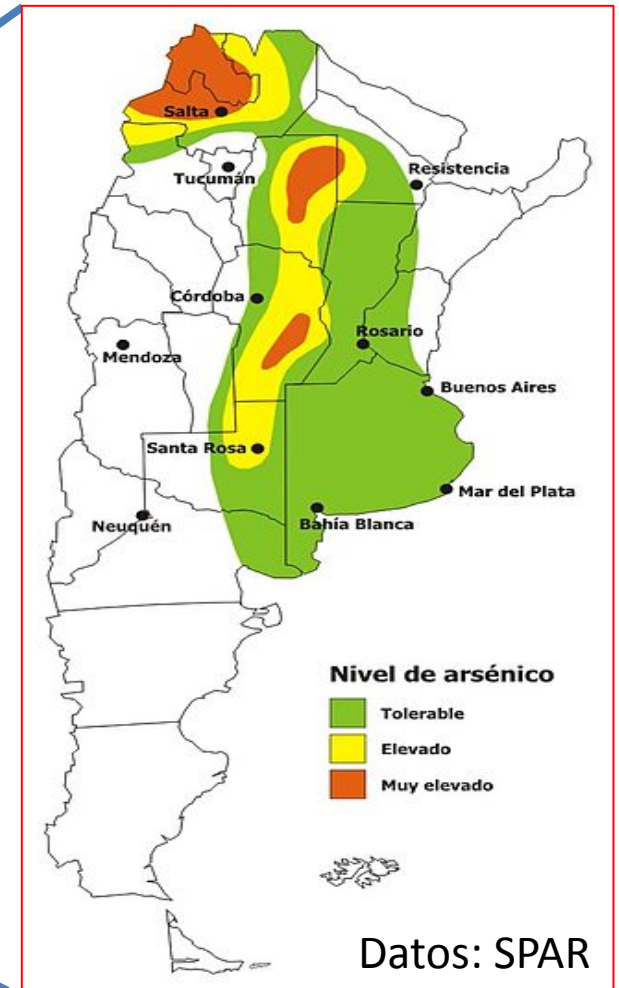 Salta
Tucumán
Resistencia
Córdoba
Rosario
Mendoza
Buenos Aires
Santa Rosa
Mar del Plata
Neuquén
Bahía Blanca
Nivel de arsénico
Tolerable
Elevado
Muy elevado
Datos: SPAR